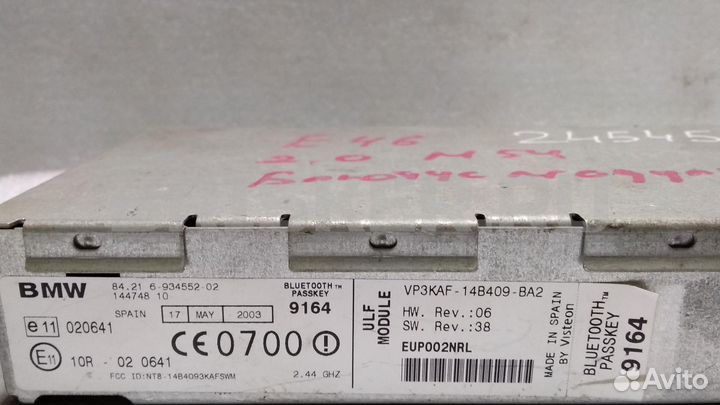 E46
24545
2.0 M54
Блютус модул
BMW
84.21 6-934552-02
144748 10
BLUETOOTH™
PASSKEY
SPAIN 17 MAY 2003 9164
e11 020641
CE0700!
E11 10R - 02 0641
FCC ID:NT8-14B4093KAFSWM 2.44 GHZ
ULF
MODULE
VP3KAF-14B409-BA2
HW. Rev.:06
SW. Rev.:38
EUP002NRL
MADE IN SPAIN
BY Visteon
BLUETOOTH™
PASSKEY
9164
Avito